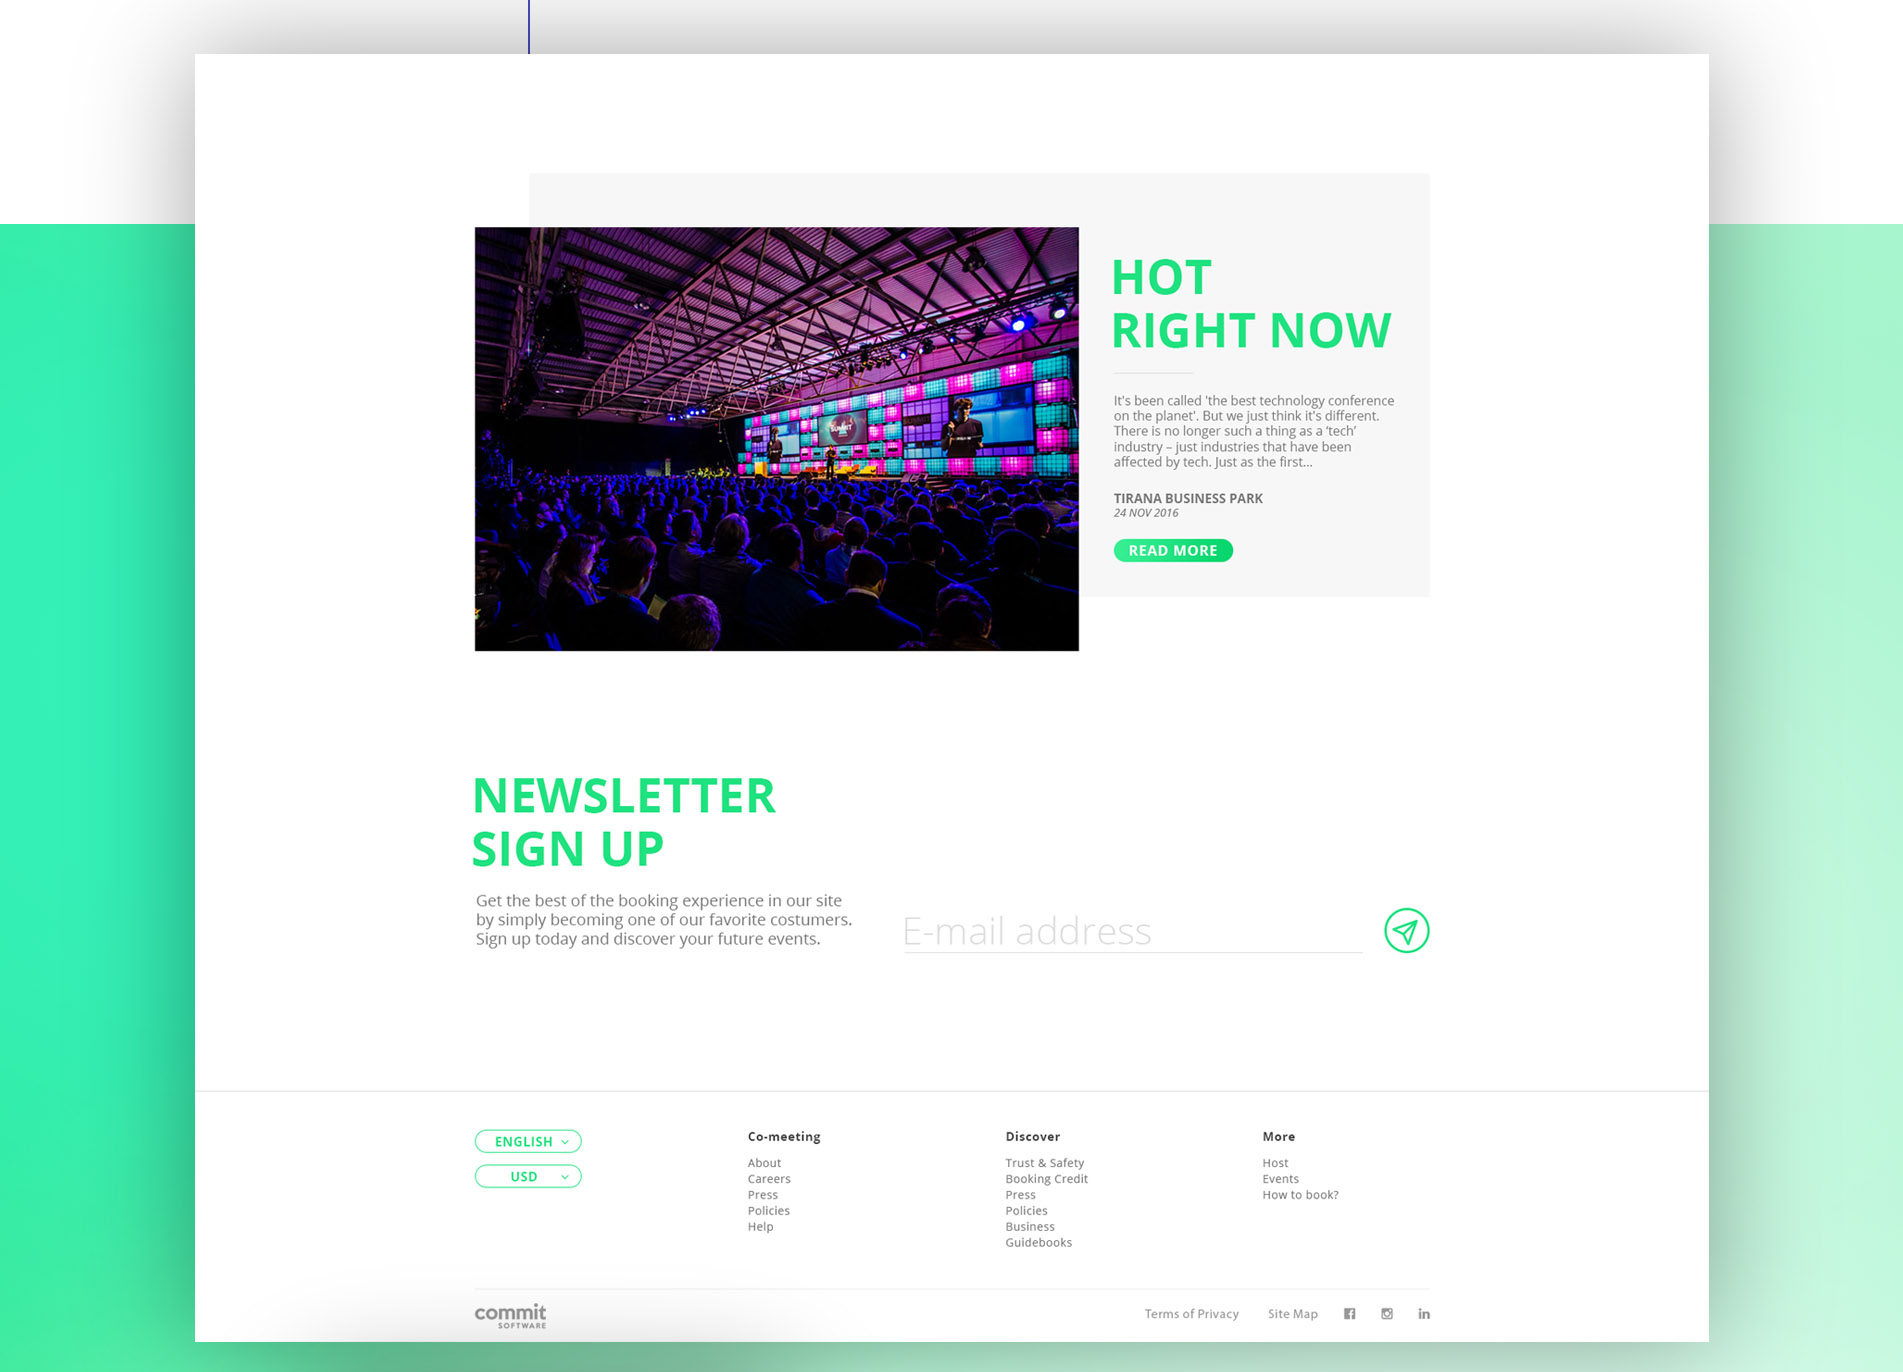 HOT
RIGHT NOW
It's been called 'the best technology conference
on the planet'. But we just think it's different.
There is no longer such a thing as a 'tech'
industry – just industries that have been
affected by tech. Just as the first...
TIRANA BUSINESS PARK
24 NOV 2016
READ MORE
SUMMIT
NEWSLETTER
SIGN UP
Get the best of the booking experience in our site
by simply becoming one of our favorite costumers.
Sign up today and discover your future events.
E-mail address
ENGLISH
USD
Co-meeting
About
Careers
Press
Policies
Help
Discover
Trust & Safety
Booking Credit
Press
Policies
Business
Guidebooks
More
Host
Events
How to book?
commit
SOFTWARE
Terms of Privacy
Site Map